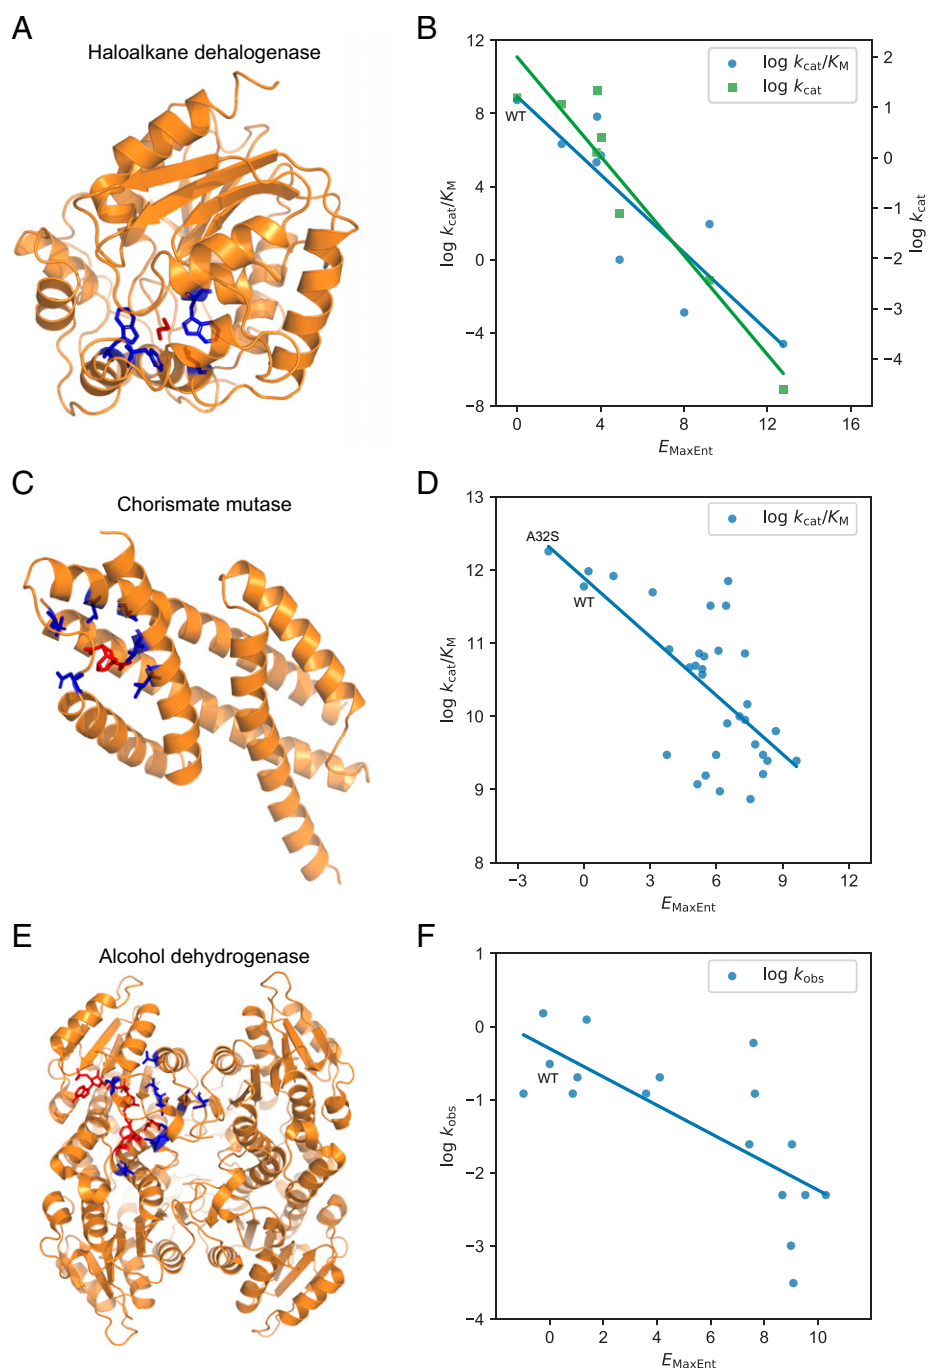 A
Haloalkane dehalogenase
B
log kcat/KM
log kcat
WT
12
8
4
0
−4
−8
log kcat/KM
2
1
0
−1
−2
−3
−4
log kcat
0 4 8 12 16
EMaxEnt
C
Chorismate mutase
D
log kcat/KM
A32S
WT
13
12
11
10
9
8
log kcat/KM
−3 0 3 6 9 12
EMaxEnt
E
Alcohol dehydrogenase
F
log kobs
WT
1
0
−1
−2
−3
−4
log kobs
0 2 4 6 8 10
EMaxEnt